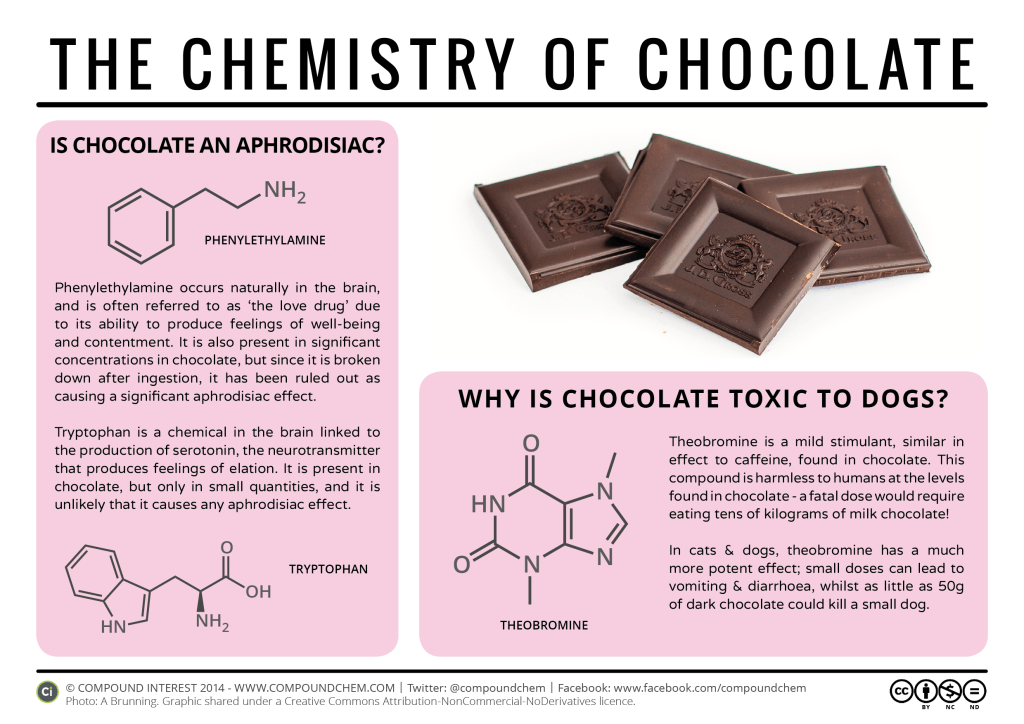 THE CHEMISTRY OF CHOCOLATE
IS CHOCOLATE AN APHRODISIAC?
NH2
PHENYLETHYLAMINE
Phenylethylamine occurs naturally in the brain,
and is often referred to as ‘the love drug’ due
to its ability to produce feelings of well-being
and contentment. It is also present in significant
concentrations in chocolate, but since it is broken
down after ingestion, it has been ruled out as
causing a significant aphrodisiac effect.
Tryptophan is a chemical in the brain linked to
the production of serotonin, the neurotransmitter
that produces feelings of elation. It is present in
chocolate, but only in small quantities, and it is
unlikely that it causes any aphrodisiac effect.
O
OH
NH2
HN
TRYPTOPHAN
WHY IS CHOCOLATE TOXIC TO DOGS?
O
HN
N
O
N
N
THEOBROMINE
Theobromine is a mild stimulant, similar in
effect to caffeine, found in chocolate. This
compound is harmless to humans at the levels
found in chocolate - a fatal dose would require
eating tens of kilograms of milk chocolate!
In cats & dogs, theobromine has a much
more potent effect; small doses can lead to
vomiting & diarrhoea, whilst as little as 50g
of dark chocolate could kill a small dog.
Ci
© COMPOUND INTEREST 2014 - WWW.COMPOUNDCHEM.COM | Twitter: @compoundchem | Facebook: www.facebook.com/compoundchem
Photo: A Brunning. Graphic shared under a Creative Commons Attribution-NonCommercial-NoDerivatives licence.
cc
BY NC ND